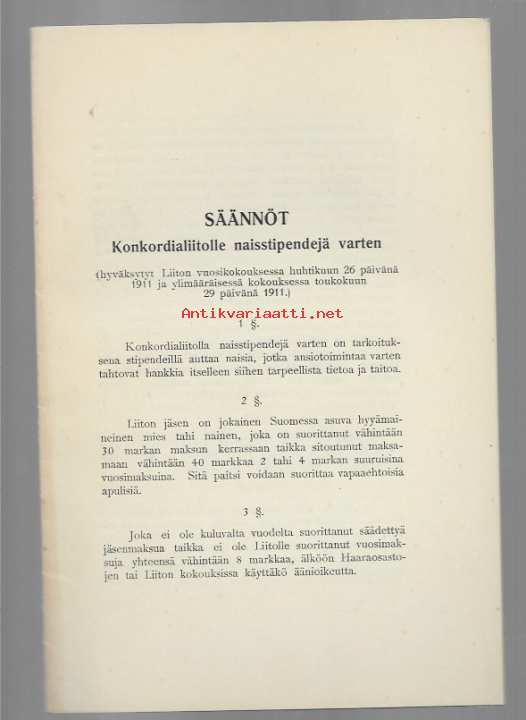 SÄÄNNÖT
Konkordialiitolle naisstipendejä varten
(hyväksytyt Liiton vuosikokouksessa huhtikuun 26 päivänä
1911 ja ylimääräisessä kokouksessa toukokuun
29 päivänä 1911.)
Antikvariaatti.net
1 §.
Konkordialiitolla naisstipendejä varten on tarkoituk-
sena stipendeillä auttaa naisia, jotka ansiotoimintaa varten
tahtovat hankkia itselleen siihen tarpeellista tietoa ja taitoa.
2 §.
Liiton jäsen on jokainen Suomessa asuva hyvämai-
neinen mies tahi nainen, joka on suorittanut vähintään
30 markan maksun kerrassaan taikka sitoutunut maksa-
maan vähintään 40 markkaa 2 tahi 4 markan suuruisina
vuosimaksuina. Sitä paitsi voidaan suorittaa vapaaehtoisia
apulisiä.
3 §.
Joka ei ole kuluvalta vuodelta suorittanut säädettyä
jäsenmaksua taikka ei ole Liitolle suorittanut vuosimak-
suja yhteensä vähintään 8 markkaa, älköön Haaraosasto-
jen tai Liiton kokouksissa käyttäkö äänioikeutta.